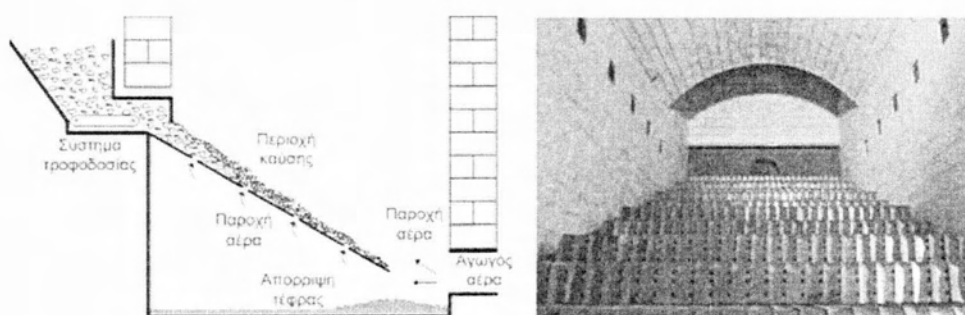 Σύστημα
τροφοδοσίας
Περιοχή
καύσης
Παροχή
αέρα
Παροχή
αέρα
Απόρριψη
τέφρας
Αγωγός
αέρα